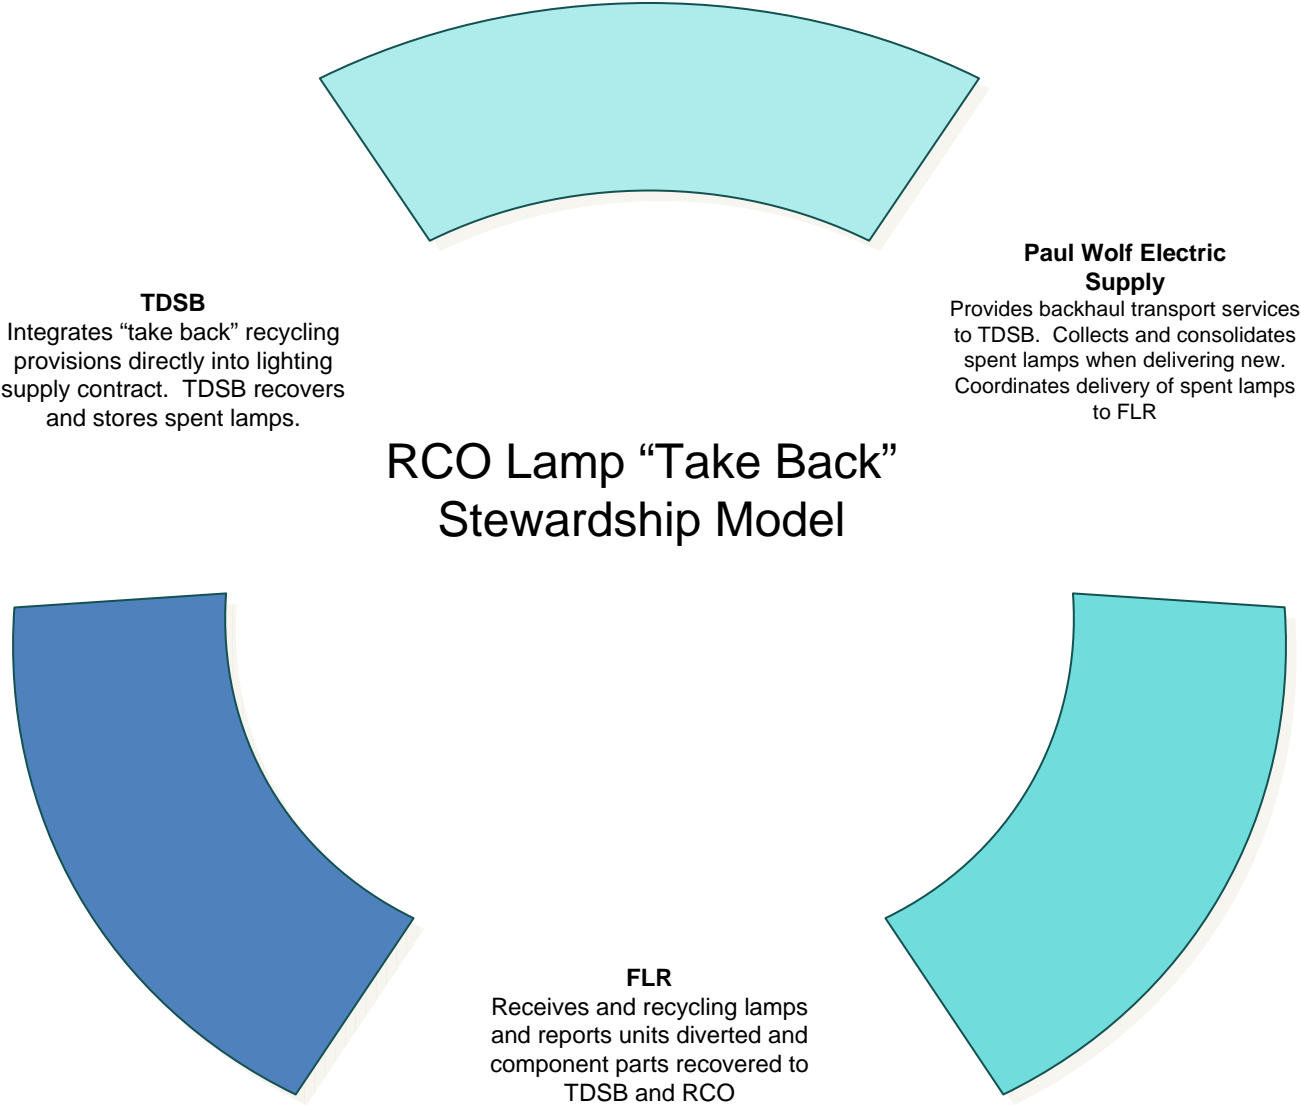 TDSB
Integrates “take back” recycling
provisions directly into lighting
supply contract.  TDSB recovers
and stores spent lamps.
Paul Wolf Electric
Supply
Provides backhaul transport services
to TDSB.  Collects and consolidates
spent lamps when delivering new.
Coordinates delivery of spent lamps
to FLR
RCO Lamp “Take Back”
Stewardship Model
FLR
Receives and recycling lamps
and reports units diverted and
component parts recovered to
TDSB and RCO